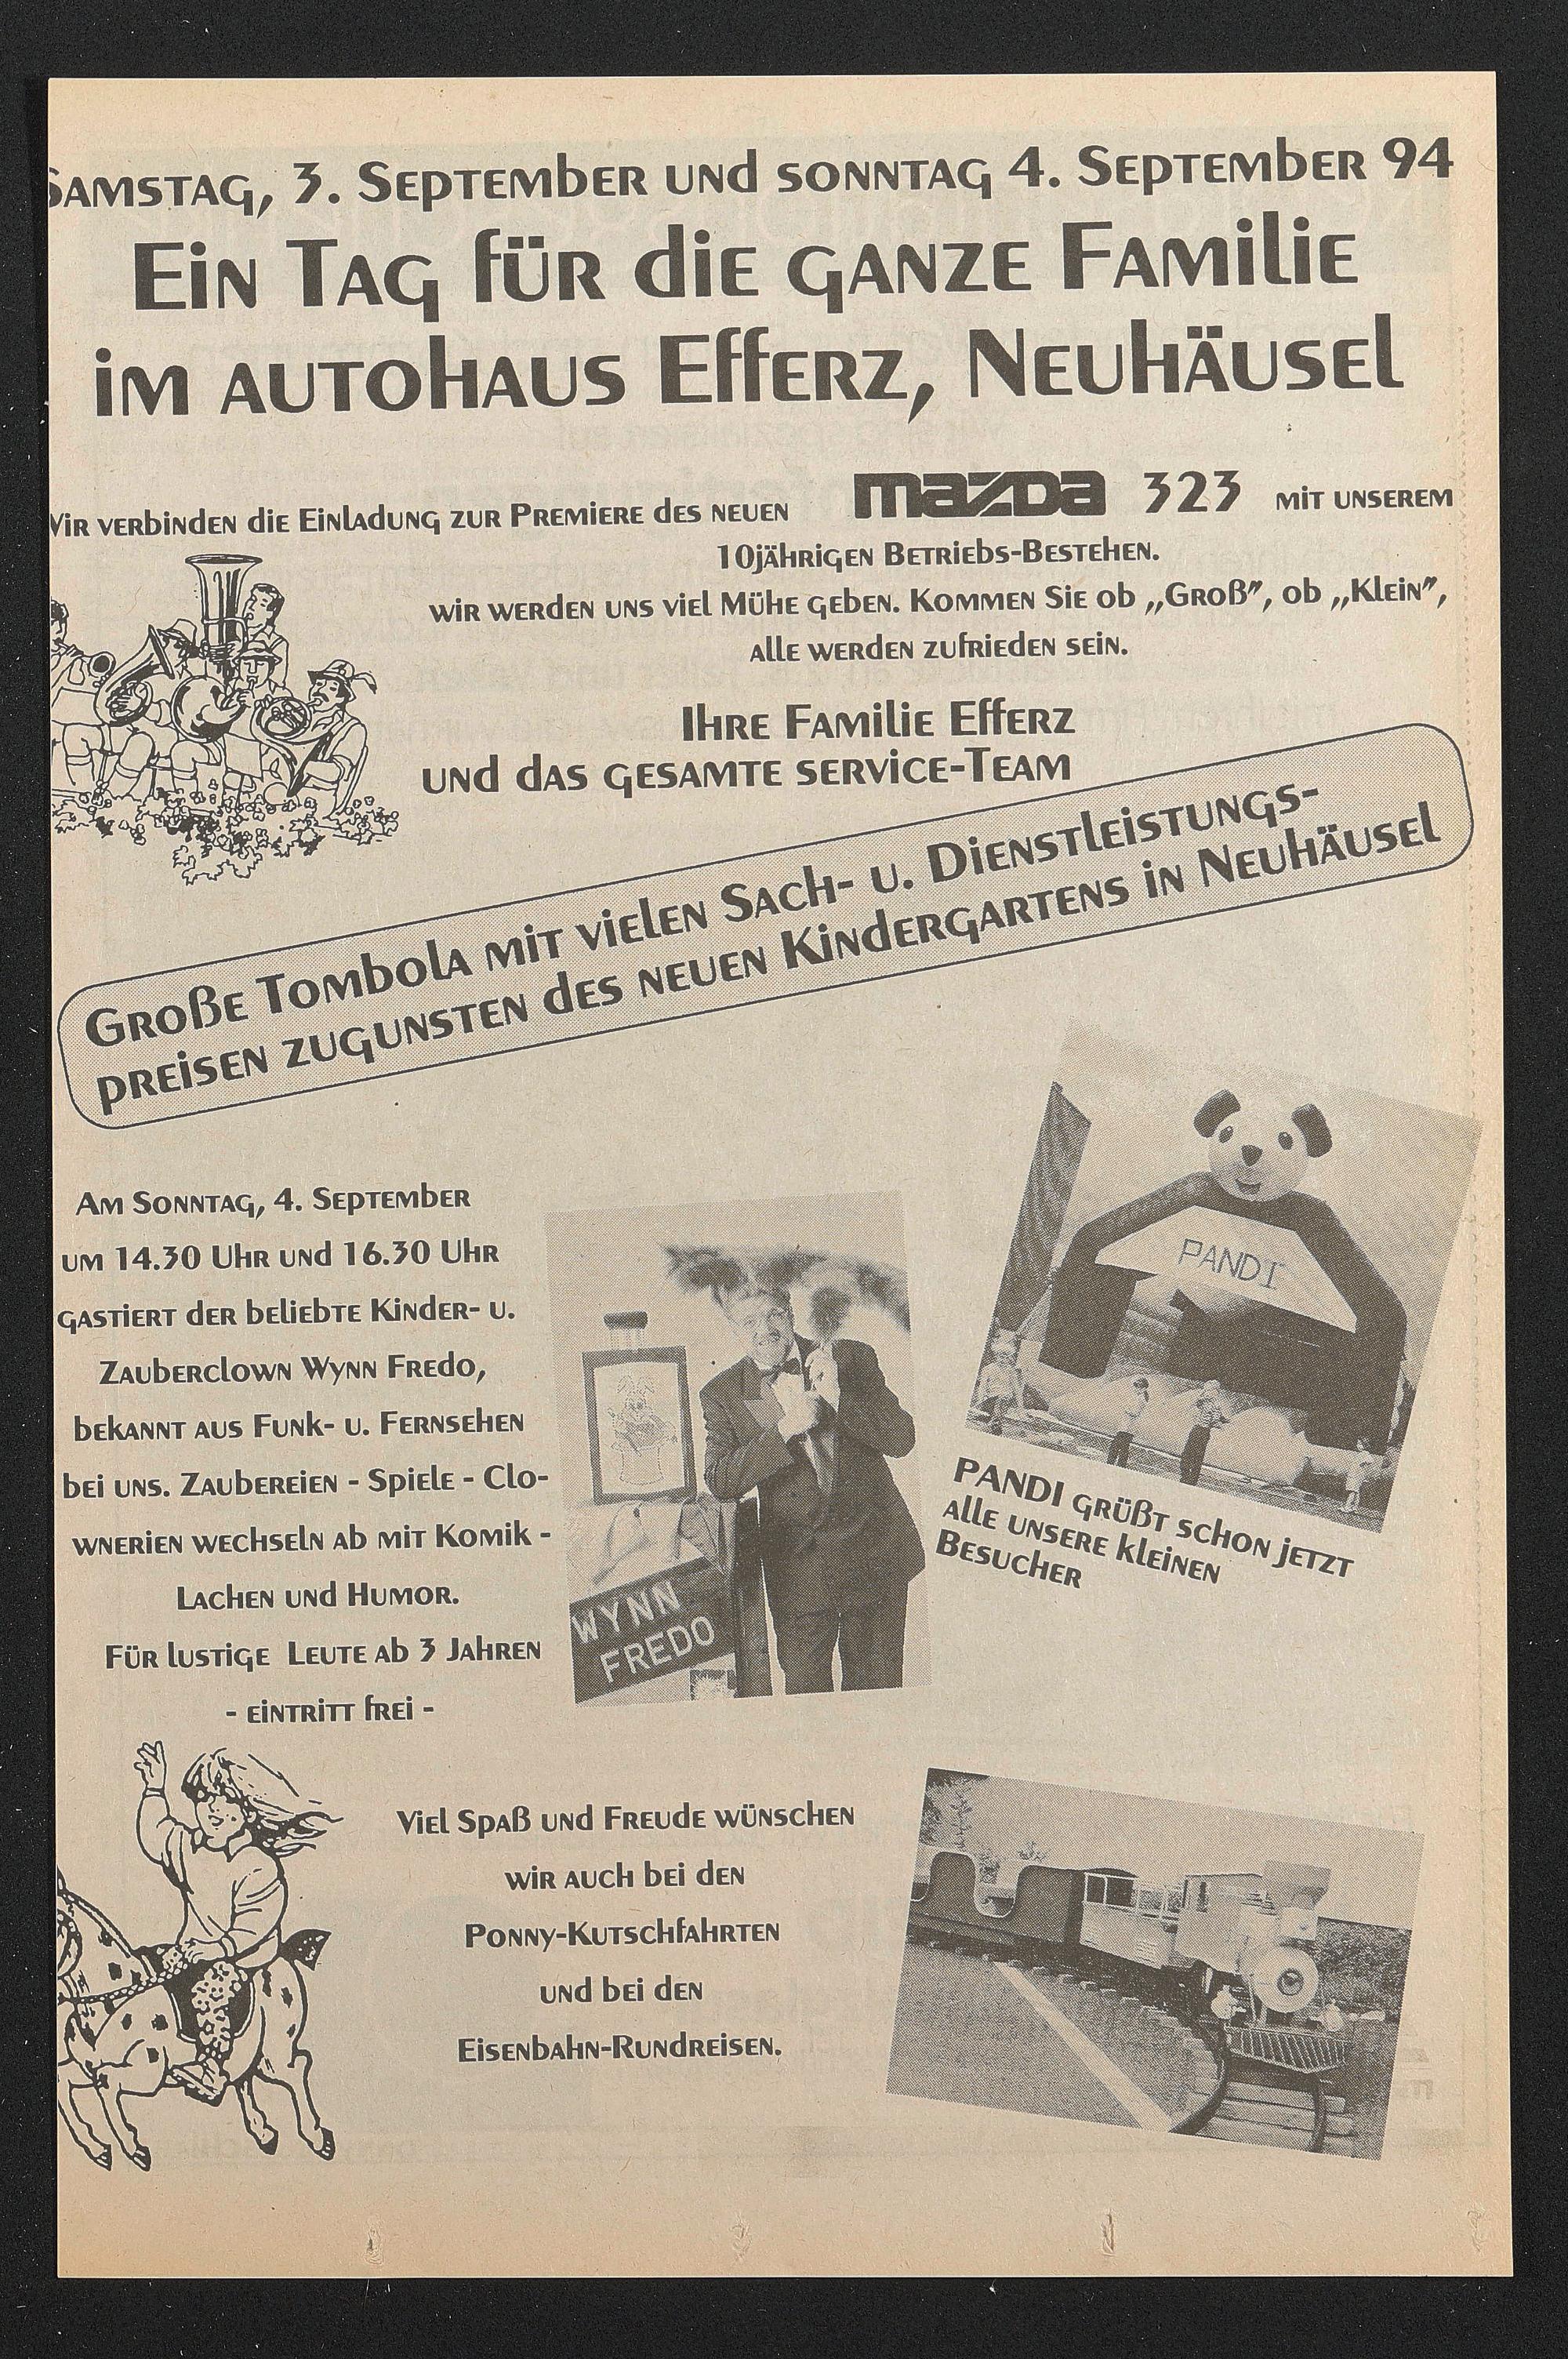 Samstag, 3. September und Sonntag 4. September 94
Ein Tag für die ganze Familie
im Autohaus Efferz, Neuhäusel
Wir verbinden die Einladung zur Premiere des neuen mazda 323 mit unserem
10jährigen Betriebs-Bestehen.
wir werden uns viel Mühe geben. Kommen Sie ob „Groß”, ob „Klein”,
alle werden zufrieden sein.
Ihre Familie Efferz
und das gesamte Service-Team
Große Tombola mit vielen Sach- u. Dienstleistungs-
preisen zugunsten des neuen Kindergartens in Neuhäusel
Am Sonntag, 4. September
um 14.30 Uhr und 16.30 Uhr
gastiert der beliebte Kinder- u.
Zauberclown Wynn Fredo,
bekannt aus Funk- u. Fernsehen
bei uns. Zaubereien - Spiele - Clo-
wnerien wechseln ab mit Komik -
Lachen und Humor.
Für lustige Leute ab 3 Jahren
- Eintritt frei -
WYNN
FREDO
PANDI
PANDI grüßt schon jetzt
alle unsere kleinen
Besucher
Viel Spaß und Freude wünschen
wir auch bei den
Ponny-Kutschfahrten
und bei den
Eisenbahn-Rundreisen.